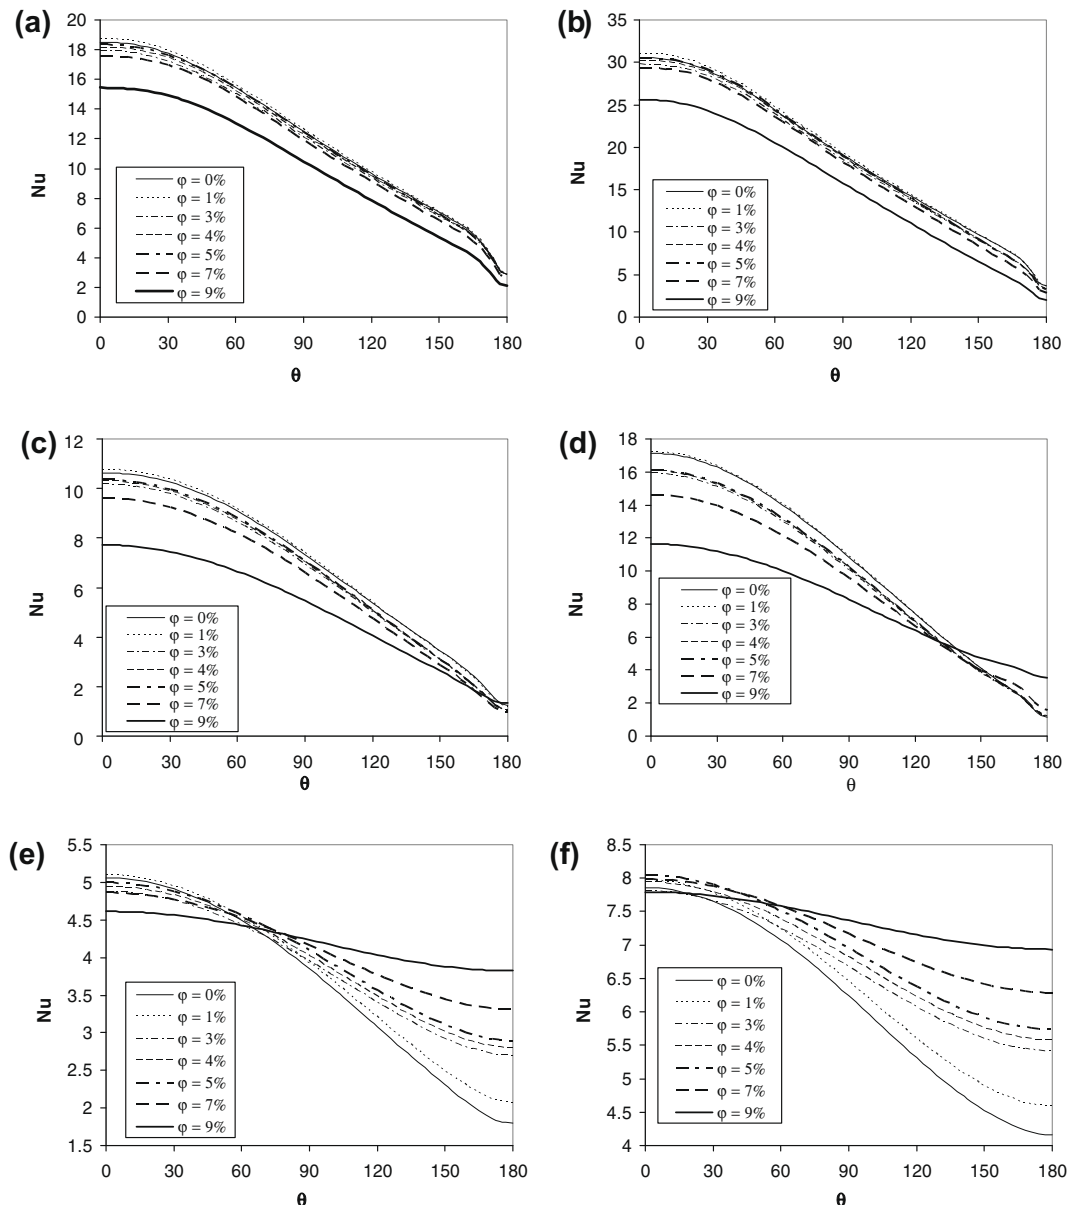 (a)
20
18
16
14
12
10
8
6
4
2
0
Nu
φ = 0%
φ = 1%
φ = 3%
φ = 4%
φ = 5%
φ = 7%
φ = 9%
0 30 60 90 120 150 180
θ
(b)
35
30
25
20
15
10
5
0
Nu
φ = 0%
φ = 1%
φ = 3%
φ = 4%
φ = 5%
φ = 7%
φ = 9%
0 30 60 90 120 150 180
θ
(c)
12
10
8
6
4
2
0
Nu
φ = 0%
φ = 1%
φ = 3%
φ = 4%
φ = 5%
φ = 7%
φ = 9%
0 30 60 90 120 150 180
θ
(d)
18
16
14
12
10
8
6
4
2
0
Nu
φ = 0%
φ = 1%
φ = 3%
φ = 4%
φ = 5%
φ = 7%
φ = 9%
0 30 60 90 120 150 180
θ
(e)
5.5
5
4.5
4
3.5
3
2.5
2
1.5
Nu
φ = 0%
φ = 1%
φ = 3%
φ = 4%
φ = 5%
φ = 7%
φ = 9%
0 30 60 90 120 150 180
θ
(f)
8.5
8
7.5
7
6.5
6
5.5
5
4.5
4
Nu
φ = 0%
φ = 1%
φ = 3%
φ = 4%
φ = 5%
φ = 7%
φ = 9%
0 30 60 90 120 150 180
θ